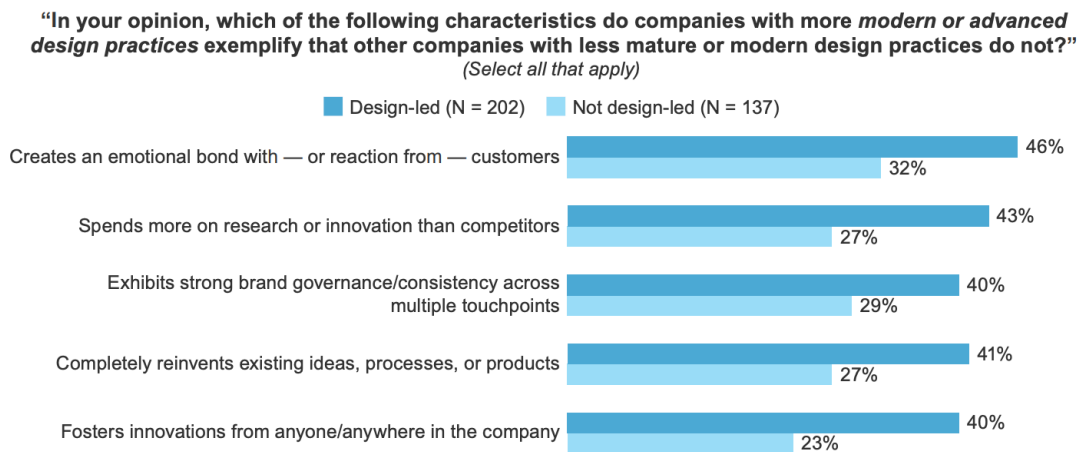 “In your opinion, which of the following characteristics do companies with more modern or advanced
design practices exemplify that other companies with less mature or modern design practices do not?”
(Select all that apply)
Design-led (N = 202) Not design-led (N = 137)
Creates an emotional bond with — or reaction from — customers
46%
32%
Spends more on research or innovation than competitors
43%
27%
Exhibits strong brand governance/consistency across
multiple touchpoints
40%
29%
Completely reinvents existing ideas, processes, or products
41%
27%
Fosters innovations from anyone/anywhere in the company
40%
23%